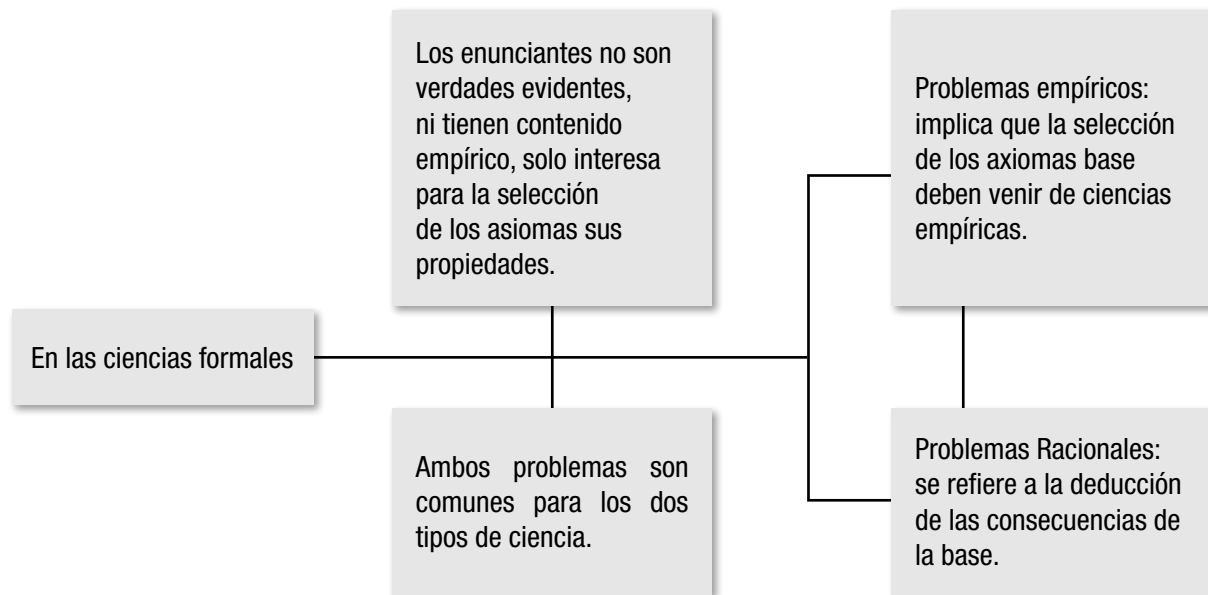 En las ciencias formales
Los enunciantes no son
verdades evidentes,
ni tienen contenido
empírico, solo interesa
para la selección
de los asiomas sus
propiedades.
Ambos problemas son
comunes para los dos
tipos de ciencia.
Problemas empíricos:
implica que la selección
de los axiomas base
deben venir de ciencias
empíricas.
Problemas Racionales:
se refiere a la deducción
de las consecuencias de
la base.